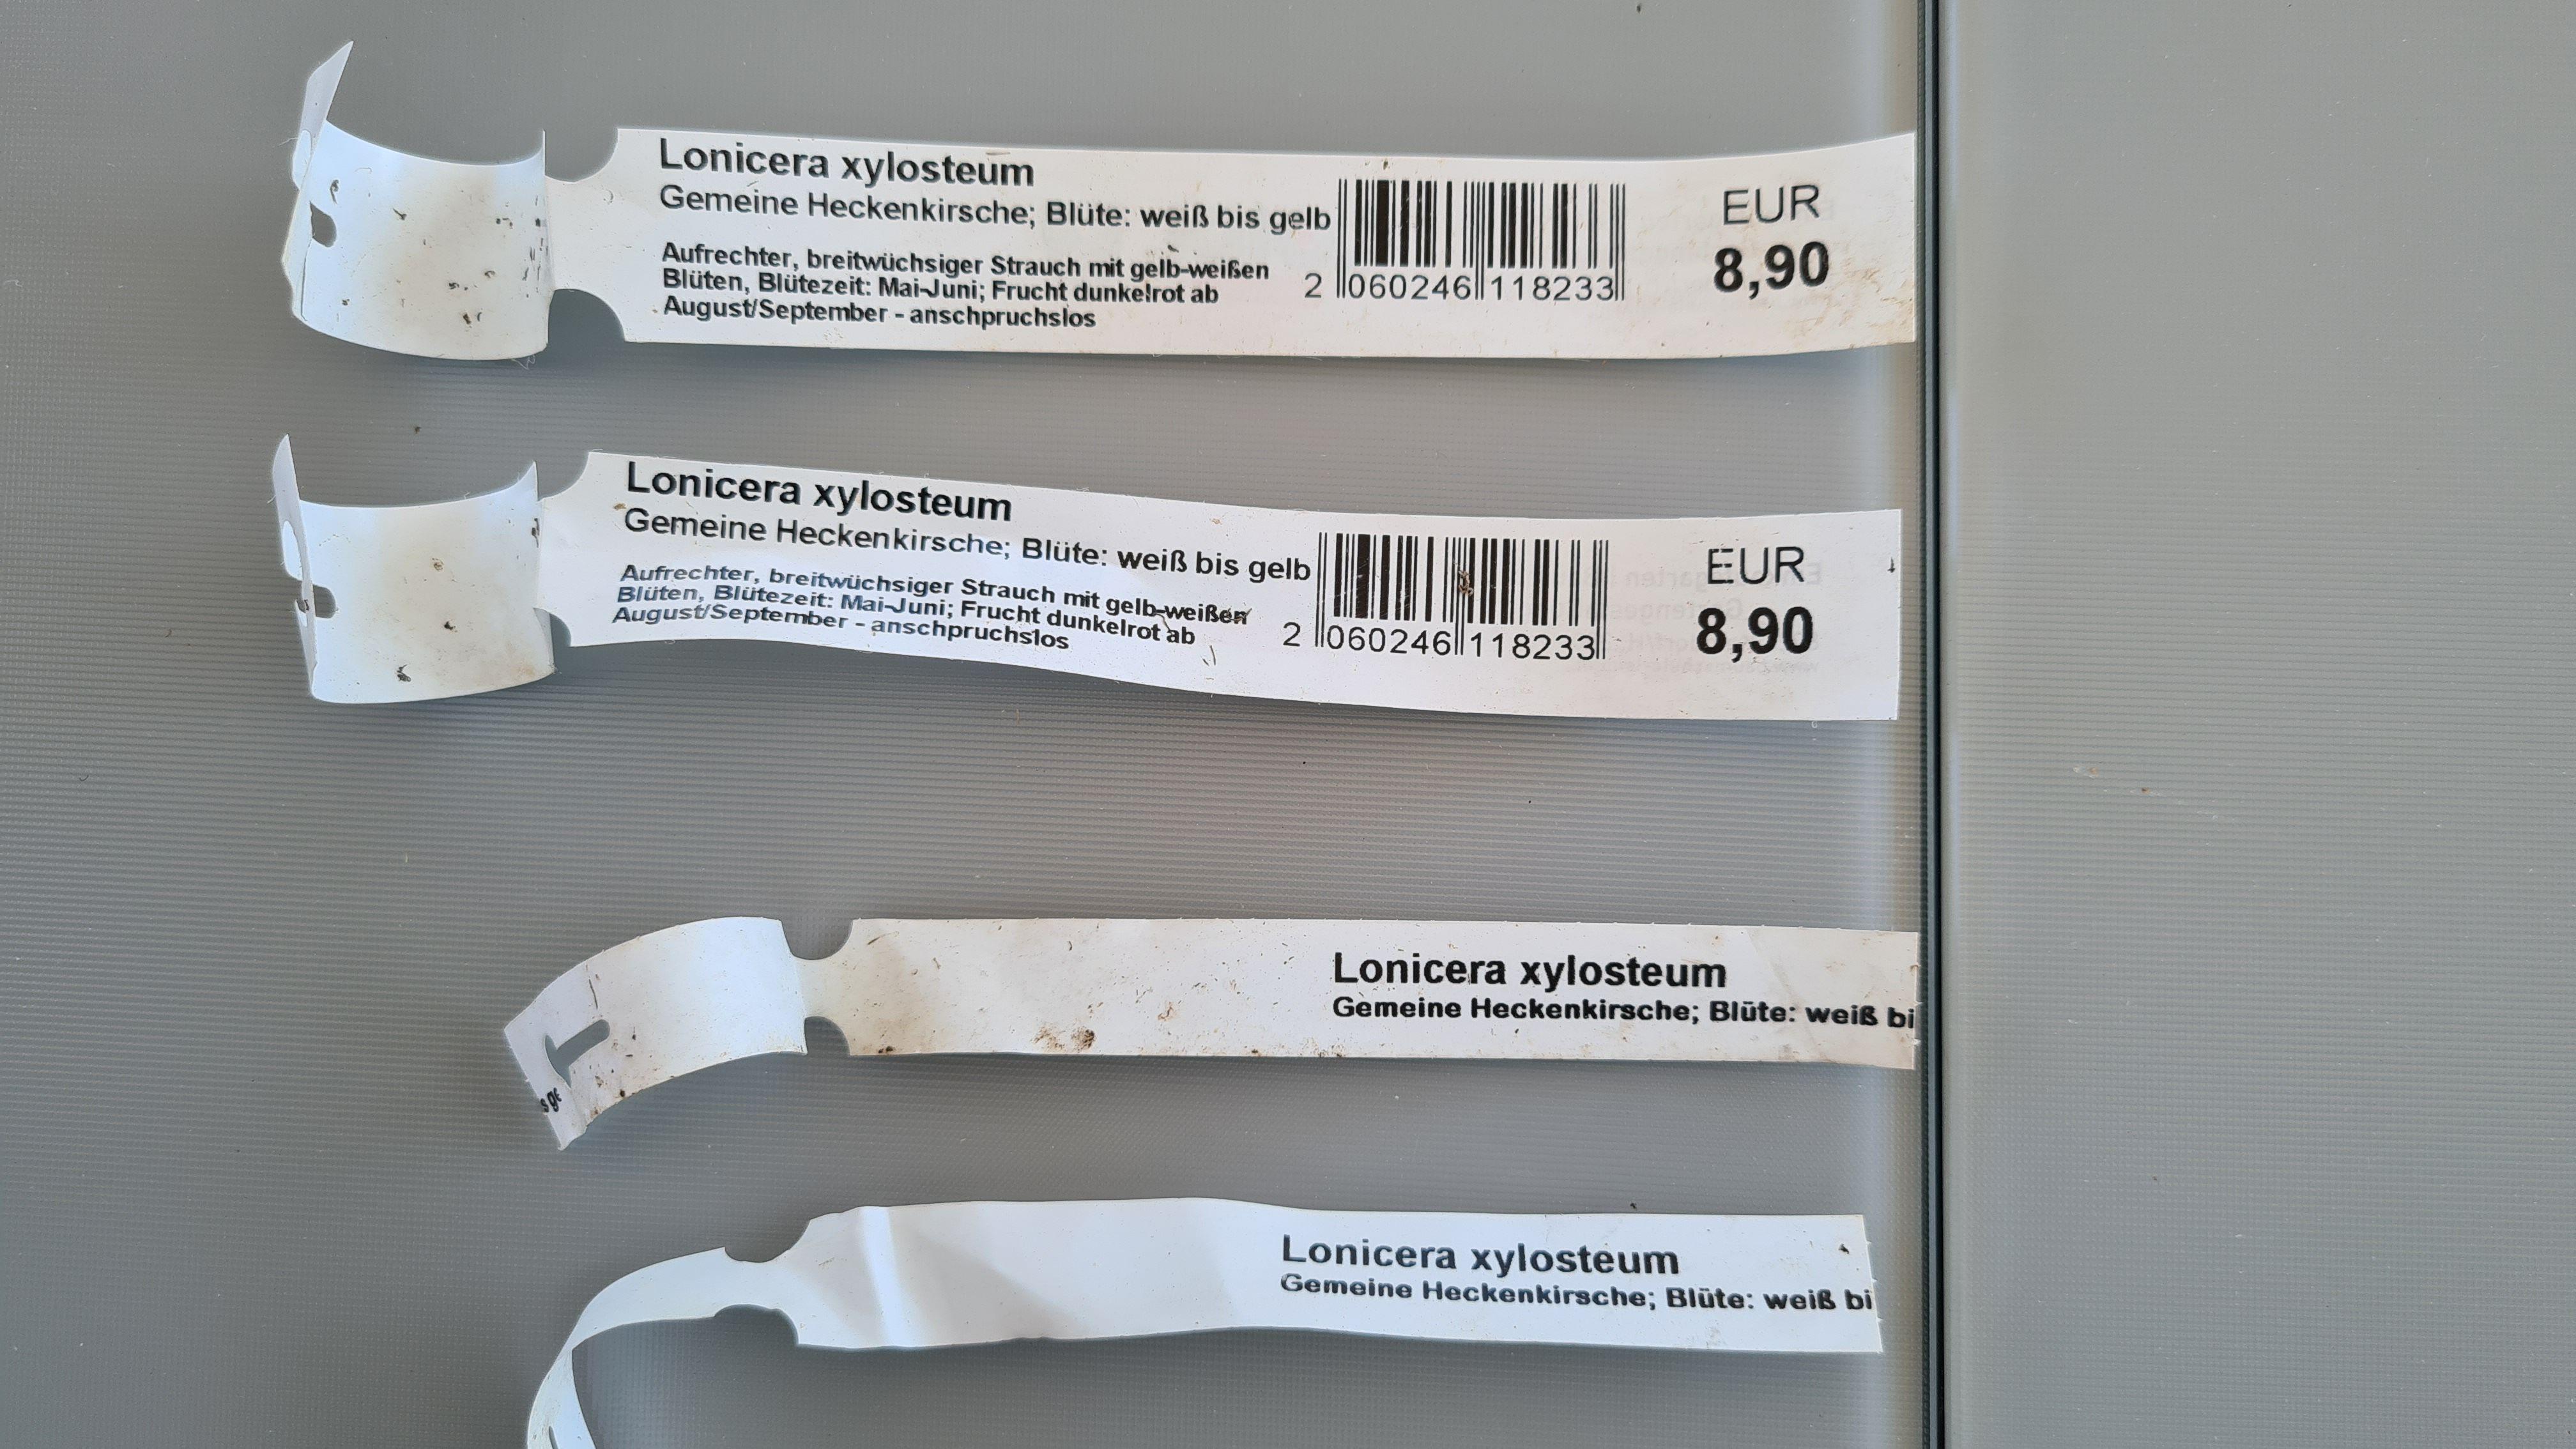 Lonicera xylosteum
Gemeine Heckenkirsche; Blüte: weiß bis gelb
Aufrechter, breitwüchsiger Strauch mit gelb-weißen
Blüten, Blütezeit: Mai-Juni; Frucht dunkelrot ab
August/September - anschpruchslos
2 060246 118233
EUR
8,90
Lonicera xylosteum
Gemeine Heckenkirsche; Blüte: weiß bis gelb
Aufrechter, breitwüchsiger Strauch mit gelb-weißen
Blüten, Blütezeit: Mai-Juni; Frucht dunkelrot ab
August/September - anschpruchslos
2 060246 118233
EUR
8,90
Lonicera xylosteum
Gemeine Heckenkirsche; Blüte: weiß bi
s ge
Lonicera xylosteum
Gemeine Heckenkirsche; Blüte: weiß bi